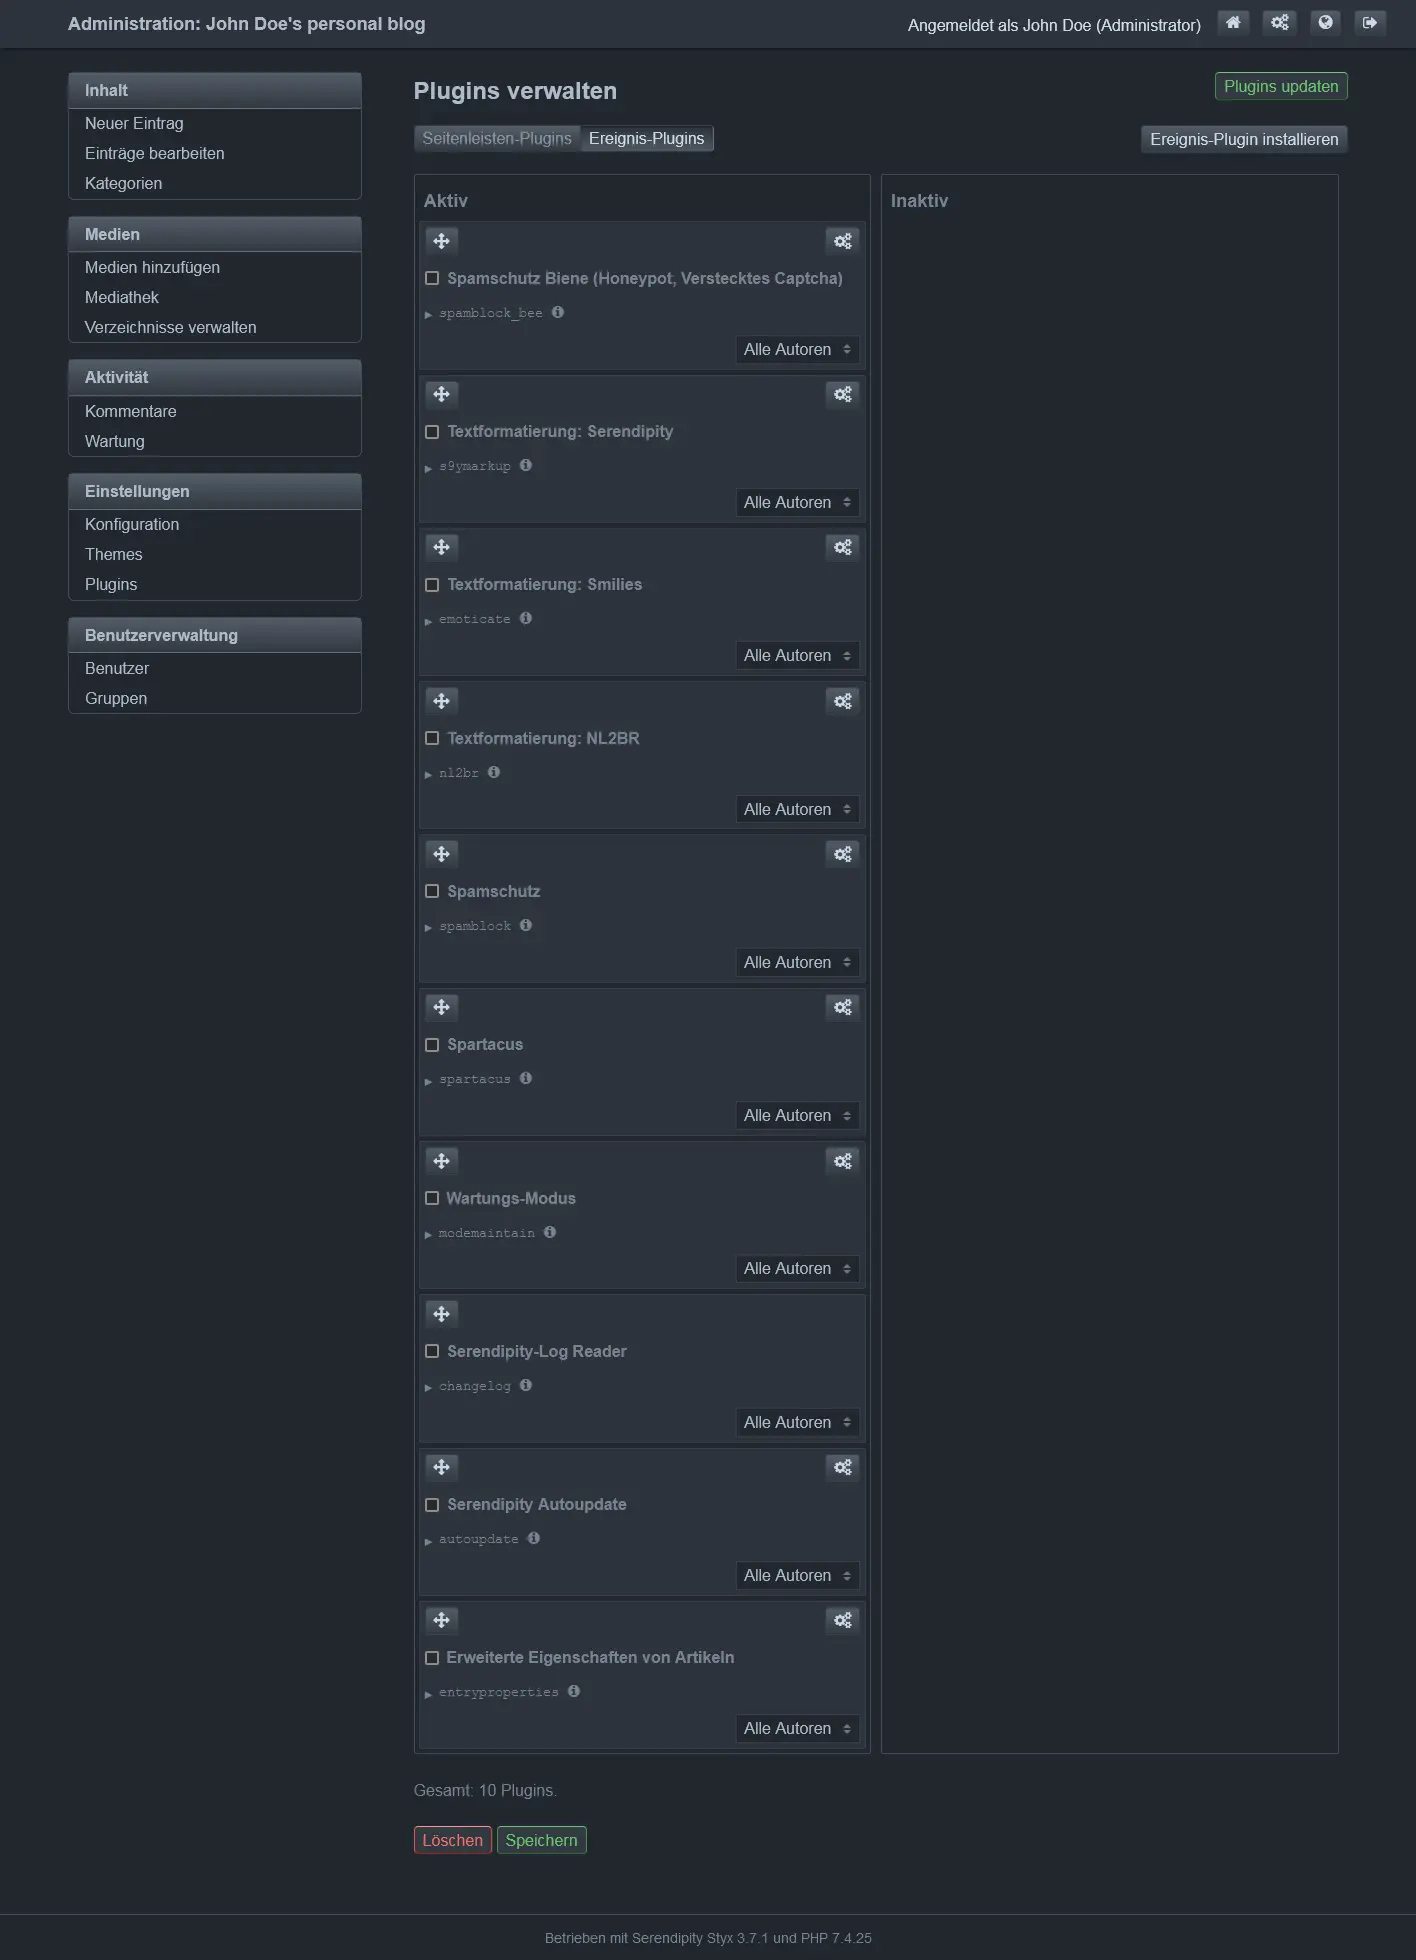 Administration: John Doe's personal blog
Angemeldet als John Doe (Administrator)
Inhalt
Neuer Eintrag
Einträge bearbeiten
Kategorien
Medien
Medien hinzufügen
Mediathek
Verzeichnisse verwalten
Aktivität
Kommentare
Wartung
Einstellungen
Konfiguration
Themes
Plugins
Benutzerverwaltung
Benutzer
Gruppen
Plugins verwalten
Plugins updaten
Seitenleisten-Plugins
Ereignis-Plugins
Ereignis-Plugin installieren
Aktiv
Spamschutz Biene (Honeypot, Verstecktes Captcha)
spamblock_bee
Alle Autoren
Textformatierung: Serendipity
s9ymarkup
Alle Autoren
Textformatierung: Smilies
emoticate
Alle Autoren
Textformatierung: NL2BR
nl2br
Alle Autoren
Spamschutz
spamblock
Alle Autoren
Spartacus
spartacus
Alle Autoren
Wartungs-Modus
modemaintain
Alle Autoren
Serendipity-Log Reader
changelog
Alle Autoren
Serendipity Autoupdate
autoupdate
Alle Autoren
Erweiterte Eigenschaften von Artikeln
entryproperties
Alle Autoren
Inaktiv
Gesamt: 10 Plugins.
Löschen
Speichern
Betrieben mit Serendipity Styx 3.7.1 und PHP 7.4.25